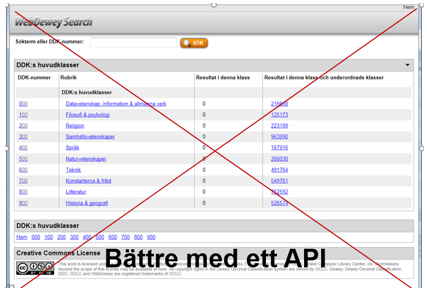 Hem
WebDewey Search
Sökterm eller DDK-nummer:
SÖK
DDK:s huvudklasser
DDK-nummer Rubrik Resultat i denna klass Resultat i denna klass och underordnade klasser
DDK:s huvudklasser
000 Datavetenskap, information & allmänna verk 0
100 Filosofi & psykologi 0 125173
200 Religion 0 223189
300 Samhällsvetenskaper 0 963990
400 Språk 0 167916
500 Naturvetenskaper 0 268030
600 Teknik 0 491764
700 Konstarterna & fritid 0 549761
800 Litteratur 0
900 Historia & geografi 0
DDK:s huvudklasser
Hem 000 100 200 300 400 500 600 700 800 900
Creative Commons License
Bättre med ett API